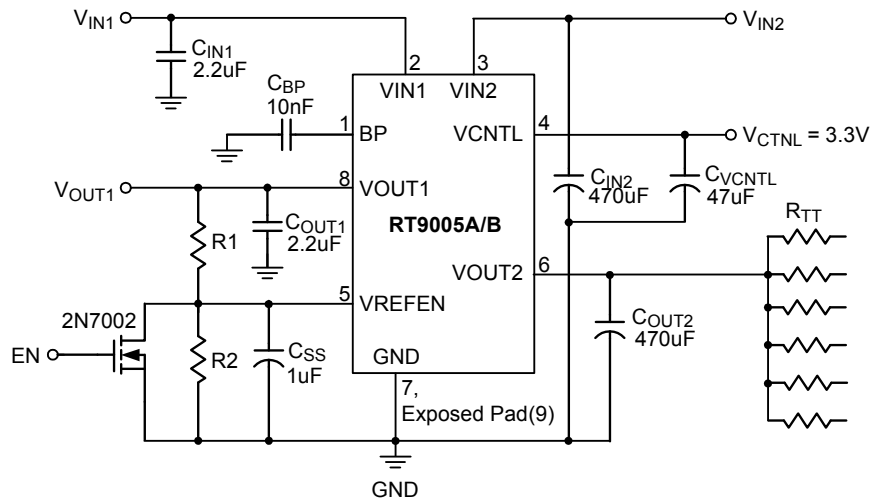 VIN1
VIN2
CIN1
2.2uF
2
3
VIN1
VIN2
CBP
10nF
1
BP
VCNTL
4
VCTNL = 3.3V
VOUT1
8
VOUT1
CIN2
470uF
CVCNTL
47uF
COUT1
2.2uF
RT9005A/B
R1
RTT
VOUT2
6
2N7002
5
VREFEN
COUT2
470uF
EN
R2
CSS
1uF
GND
7,
Exposed Pad(9)
GND